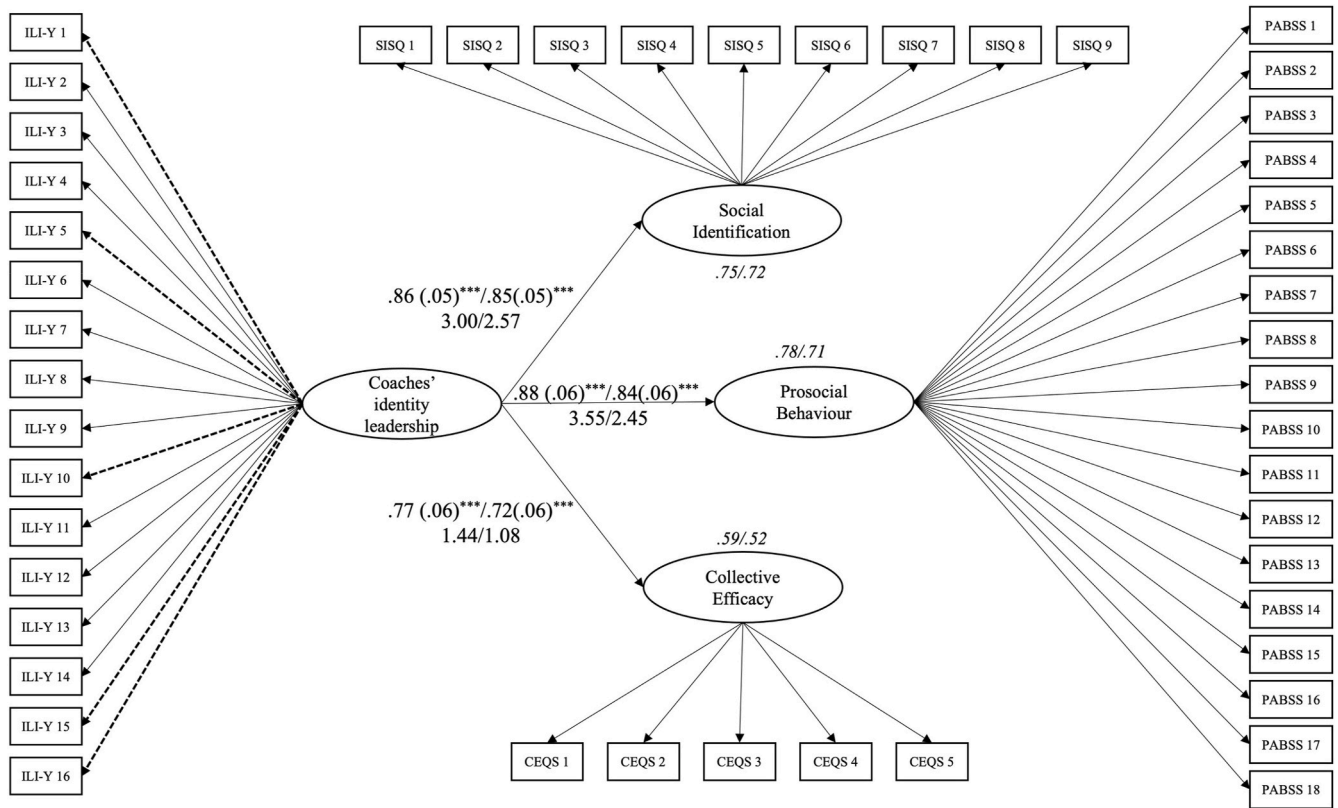 ILI-Y 1
ILI-Y 2
ILI-Y 3
ILI-Y 4
ILI-Y 5
ILI-Y 6
ILI-Y 7
ILI-Y 8
ILI-Y 9
ILI-Y 10
ILI-Y 11
ILI-Y 12
ILI-Y 13
ILI-Y 14
ILI-Y 15
ILI-Y 16
Coaches'
identity
leadership
SISQ 1
SISQ 2
SISQ 3
SISQ 4
SISQ 5
SISQ 6
SISQ 7
SISQ 8
SISQ 9
Social
Identification
.75/.72
.86 (.05)***/.85(.05)***
3.00/2.57
.78/.71
.88 (.06)***/.84(.06)***
3.55/2.45
Prosocial
Behaviour
.77 (.06)***/.72(.06)***
1.44/1.08
.59/.52
Collective
Efficacy
CEQS 1
CEQS 2
CEQS 3
CEQS 4
CEQS 5
PABSS 1
PABSS 2
PABSS 3
PABSS 4
PABSS 5
PABSS 6
PABSS 7
PABSS 8
PABSS 9
PABSS 10
PABSS 11
PABSS 12
PABSS 13
PABSS 14
PABSS 15
PABSS 16
PABSS 17
PABSS 18